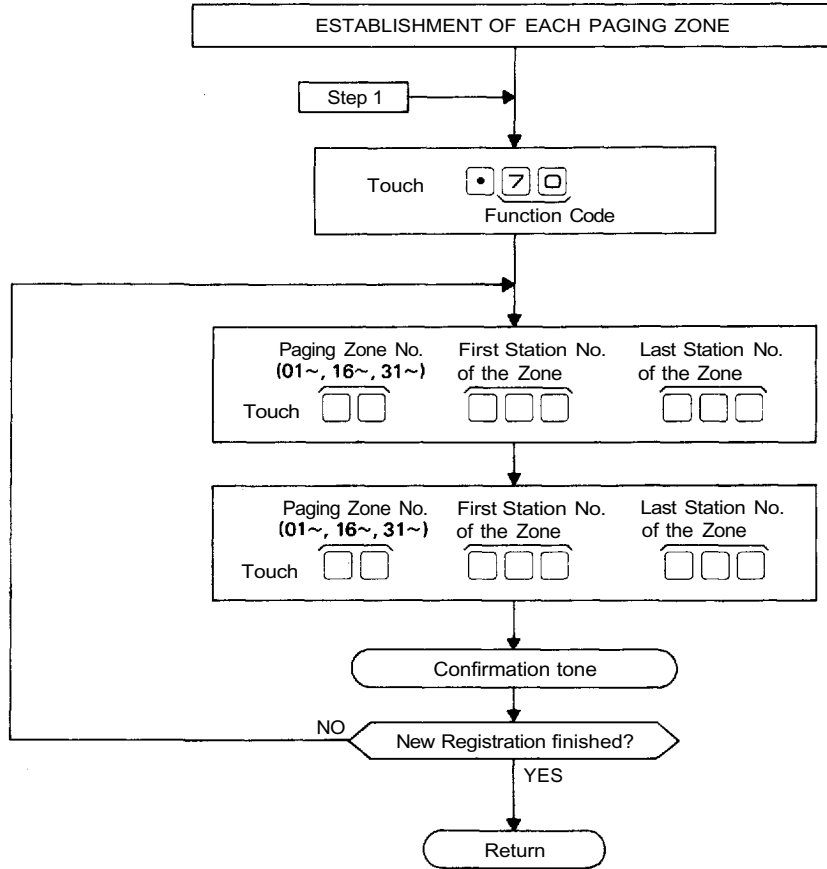 ESTABLISHMENT OF EACH PAGING ZONE
Step 1
Touch • 7 0
Function Code
Paging Zone No. First Station No. Last Station No.
(01~, 16~, 31~) of the Zone of the Zone
Touch
Paging Zone No. First Station No. Last Station No.
(01~, 16~, 31~) of the Zone of the Zone
Touch
Confirmation tone
NO
New Registration finished?
YES
Return